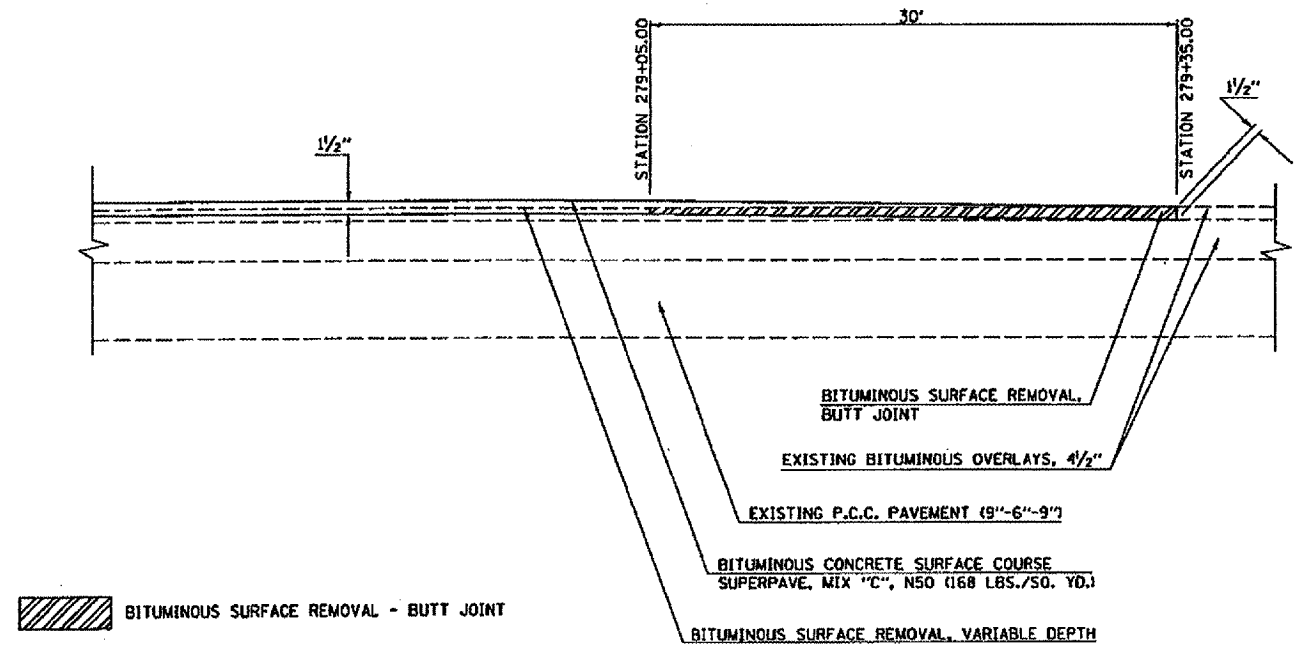 30'
STATION 279+05.00
STATION 279+35.00
1½"
1½"
BITUMINOUS SURFACE REMOVAL,
BUTT JOINT
EXISTING BITUMINOUS OVERLAYS, 4½"
EXISTING P.C.C. PAVEMENT (9"-6"-9")
BITUMINOUS CONCRETE SURFACE COURSE
SUPERPAVE, MIX "C", N50 (168 LBS./SQ. YD.)
BITUMINOUS SURFACE REMOVAL - BUTT JOINT
BITUMINOUS SURFACE REMOVAL, VARIABLE DEPTH